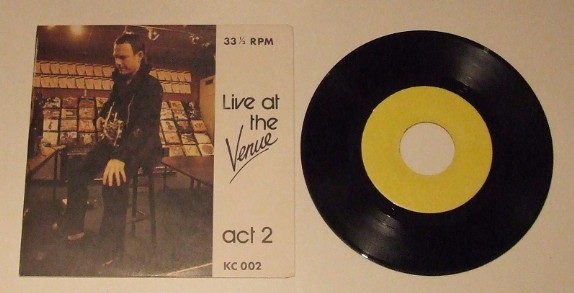 33⅓ RPM
Live at
the
Venue
act 2
KC 002